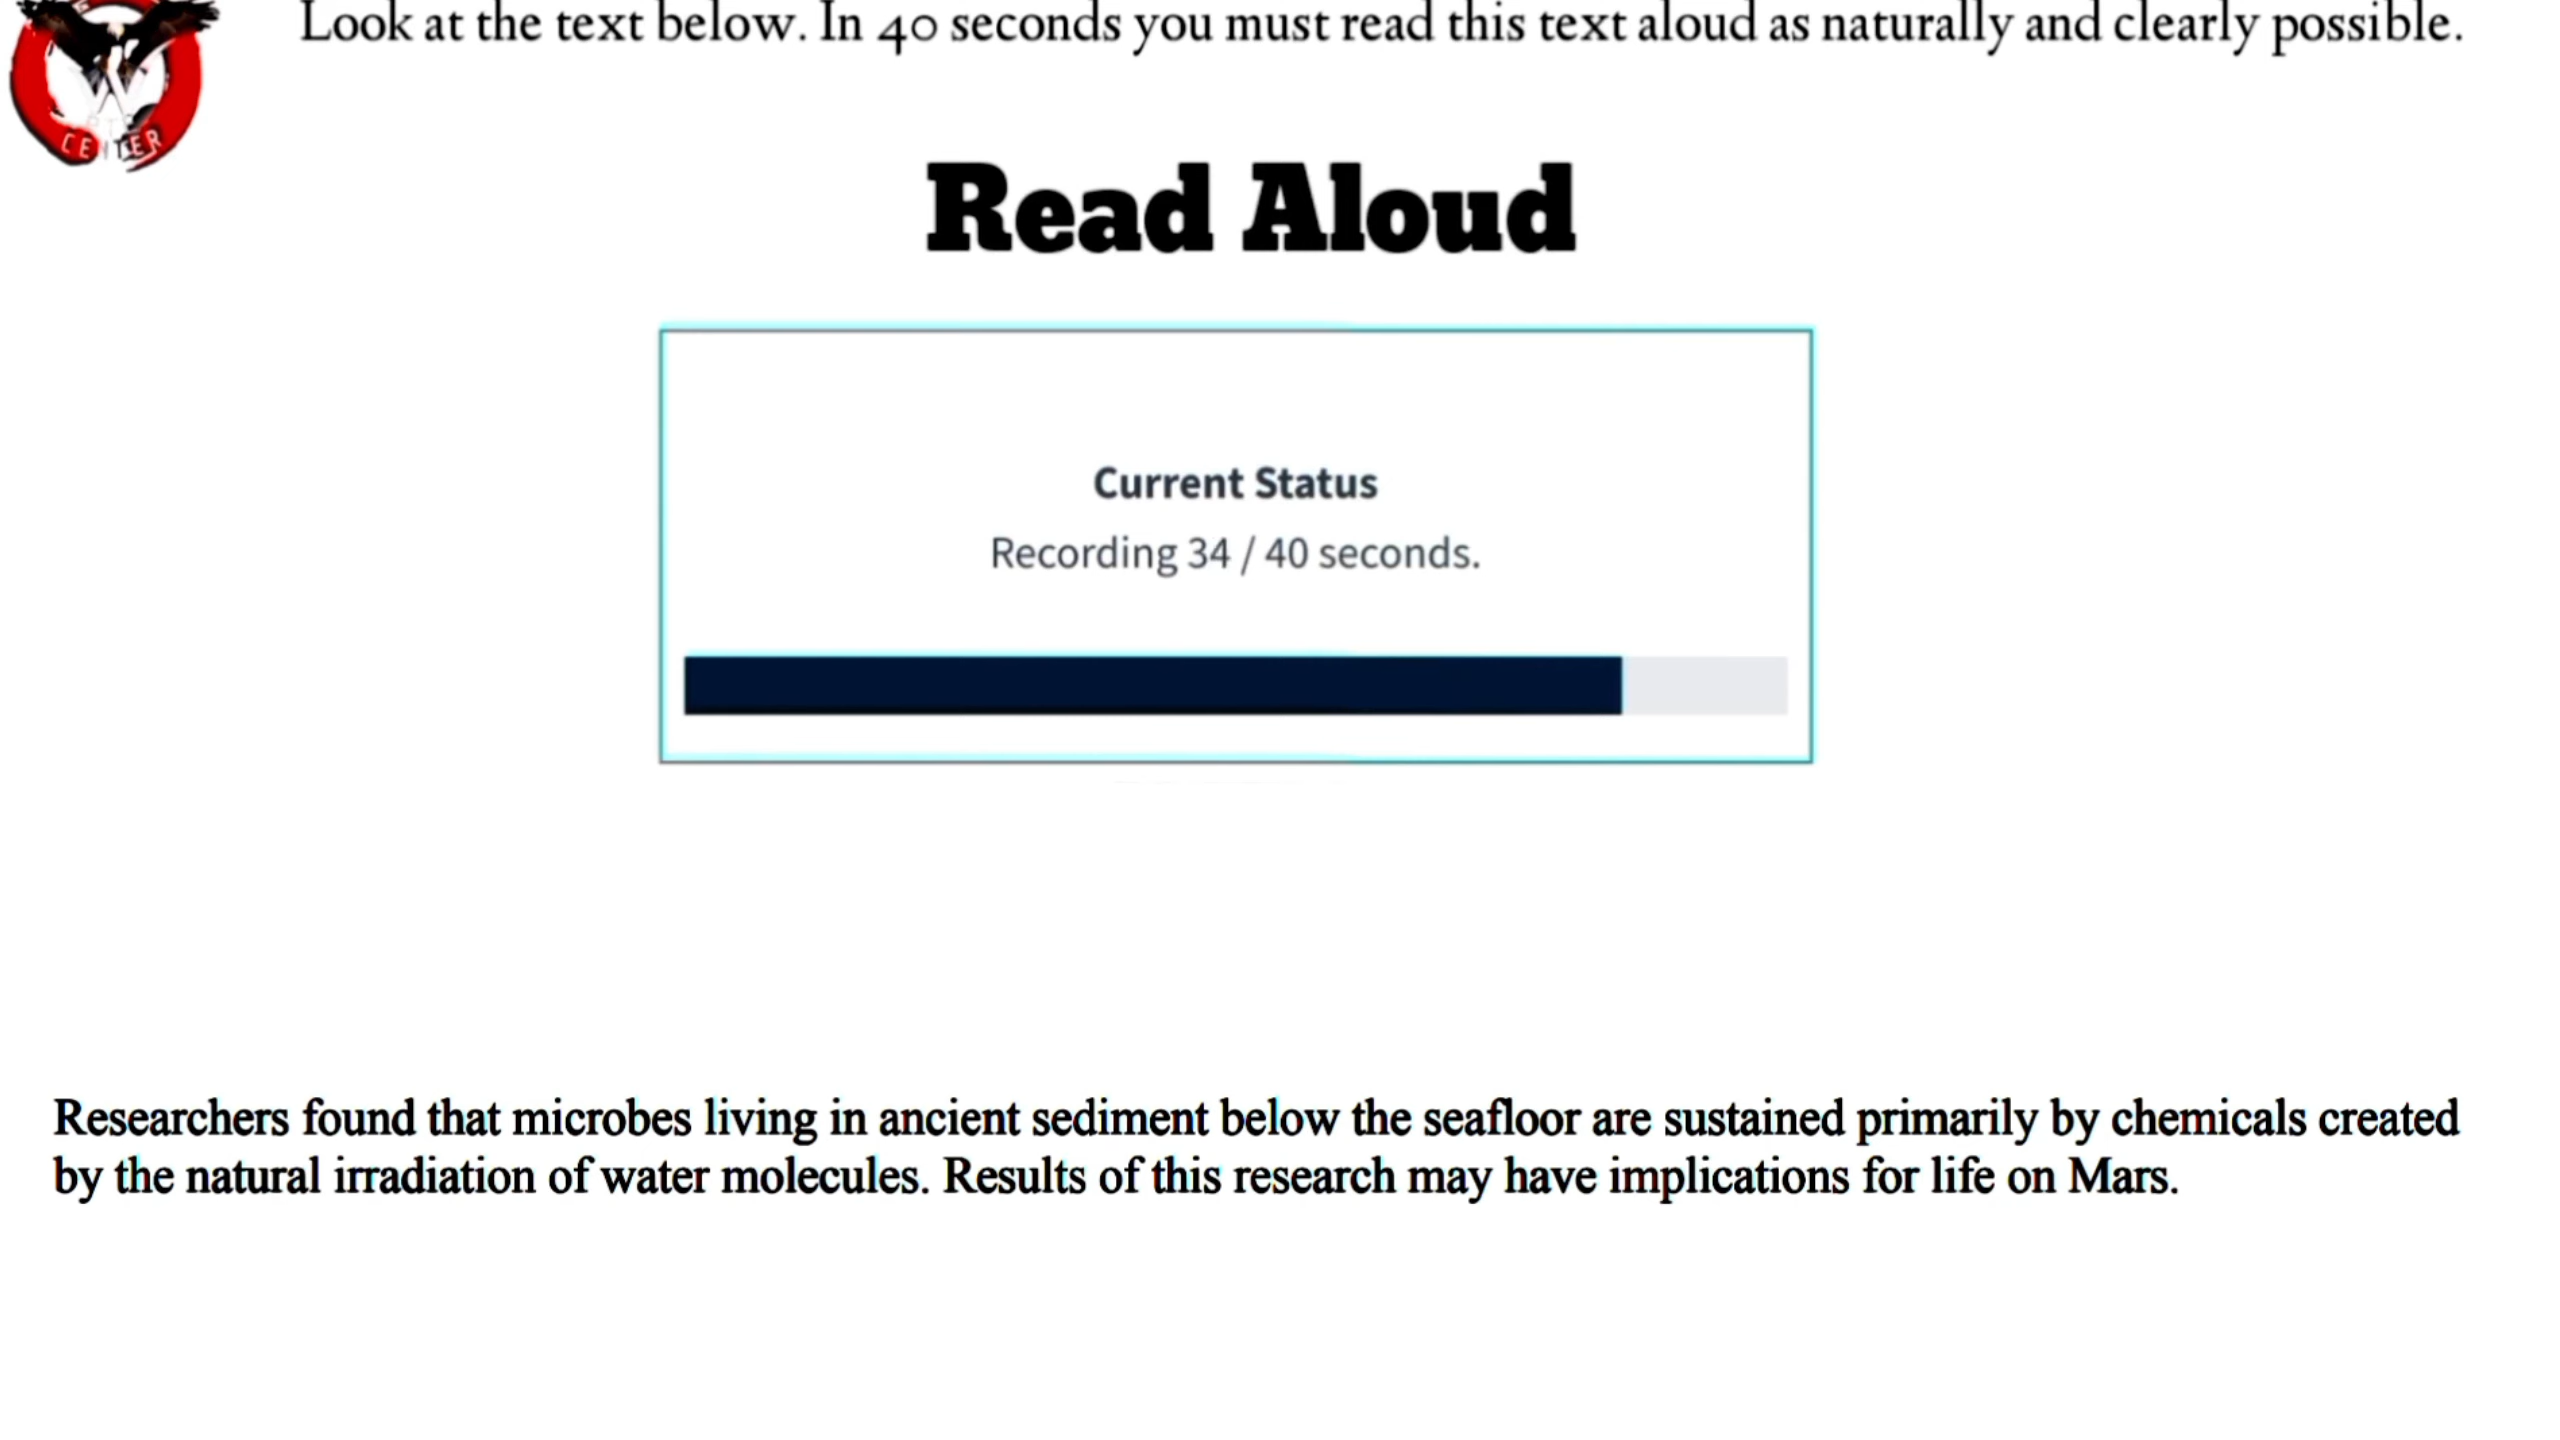 Look at the text below. In 40 seconds you must read this text aloud as naturally and clearly possible.
CENTER
Read Aloud
Current Status
Recording 34 / 40 seconds.
Researchers found that microbes living in ancient sediment below the seafloor are sustained primarily by chemicals created
by the natural irradiation of water molecules. Results of this research may have implications for life on Mars.